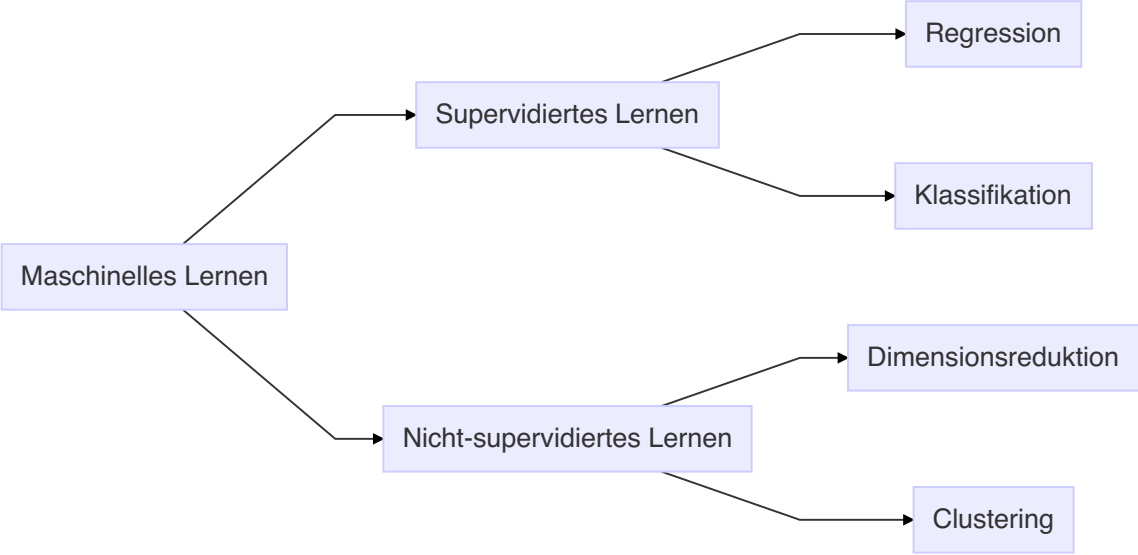 Regression
Supervidiertes Lernen
Klassifikation
Maschinelles Lernen
Dimensionsreduktion
Nicht-supervidiertes Lernen
Clustering